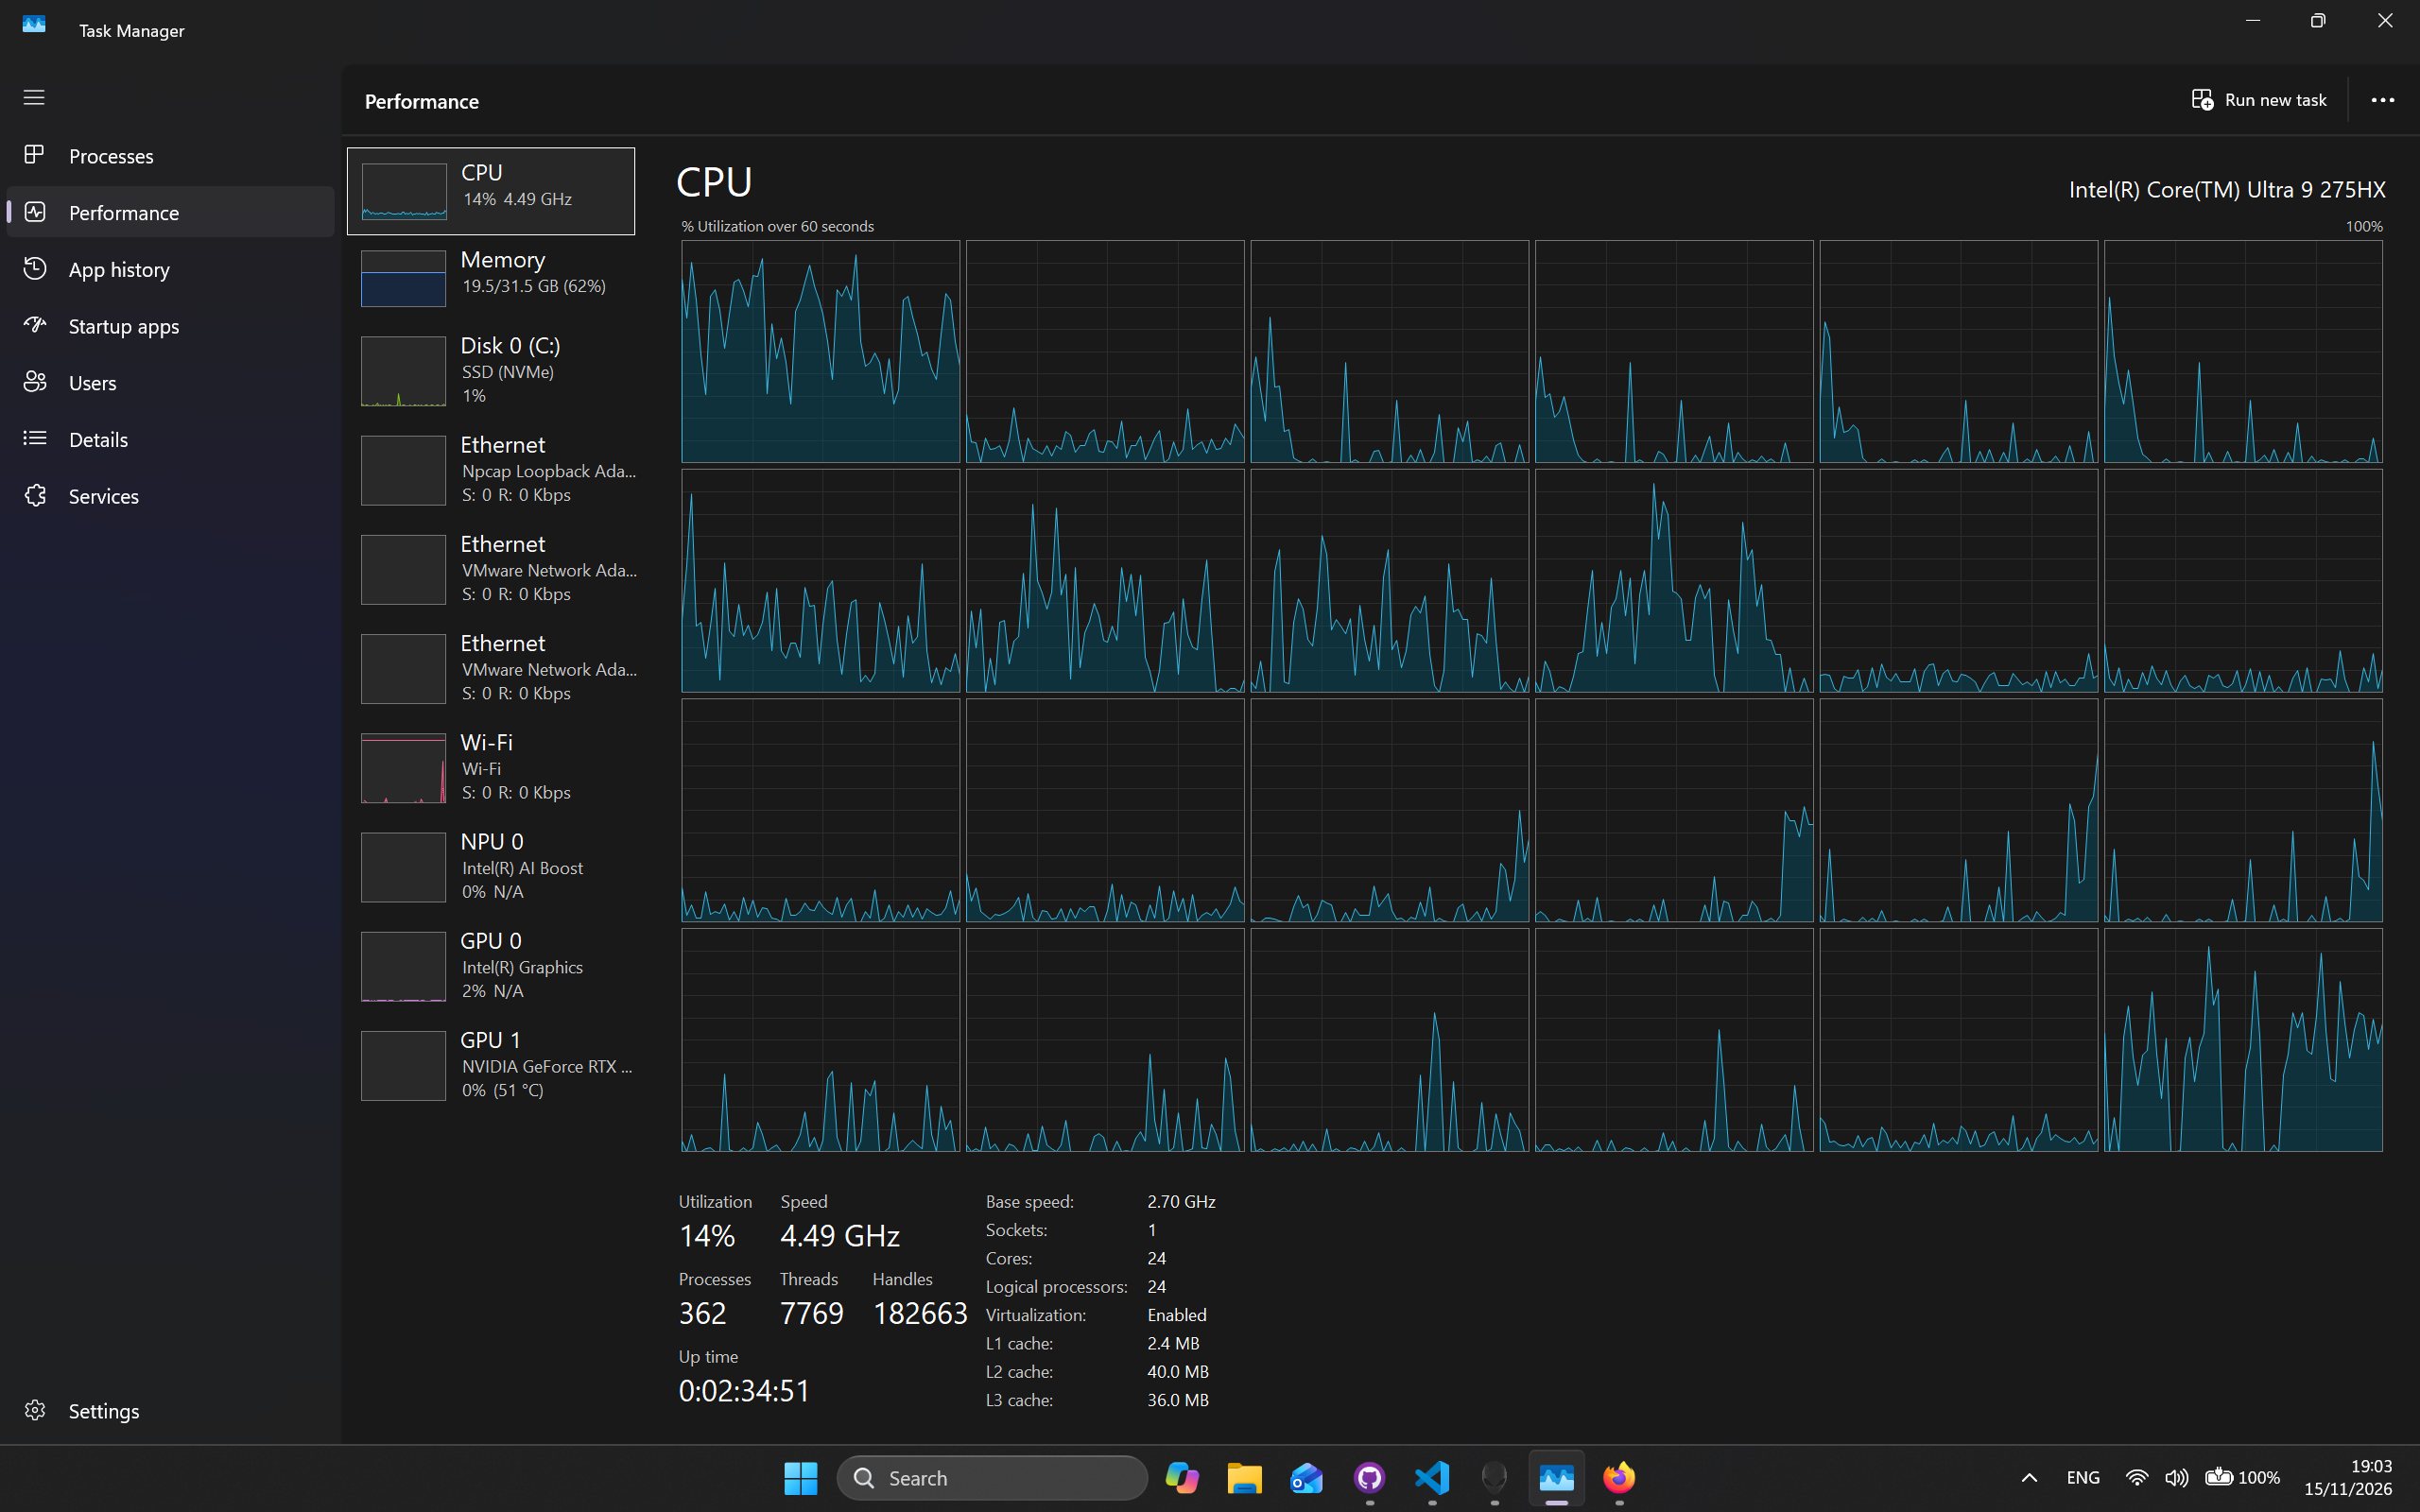 Task Manager
Performance
Run new task
Processes
Performance
App history
Startup apps
Users
Details
Services
Settings
CPU
14% 4.49 GHz
Memory
19.5/31.5 GB (62%)
Disk 0 (C:)
SSD (NVMe)
1%
Ethernet
Npcap Loopback Ada...
S: 0 R: 0 Kbps
Ethernet
VMware Network Ada...
S: 0 R: 0 Kbps
Ethernet
VMware Network Ada...
S: 0 R: 0 Kbps
Wi-Fi
Wi-Fi
S: 0 R: 0 Kbps
NPU 0
Intel(R) AI Boost
0% N/A
GPU 0
Intel(R) Graphics
2% N/A
GPU 1
NVIDIA GeForce RTX ...
0% (51 °C)
CPU
Intel(R) Core(TM) Ultra 9 275HX
% Utilization over 60 seconds
100%
Utilization Speed
14% 4.49 GHz
Processes Threads Handles
362 7769 182663
Up time
0:02:34:51
Base speed: 2.70 GHz
Sockets: 1
Cores: 24
Logical processors: 24
Virtualization: Enabled
L1 cache: 2.4 MB
L2 cache: 40.0 MB
L3 cache: 36.0 MB
Search
ENG
100%
19:03
15/11/2026